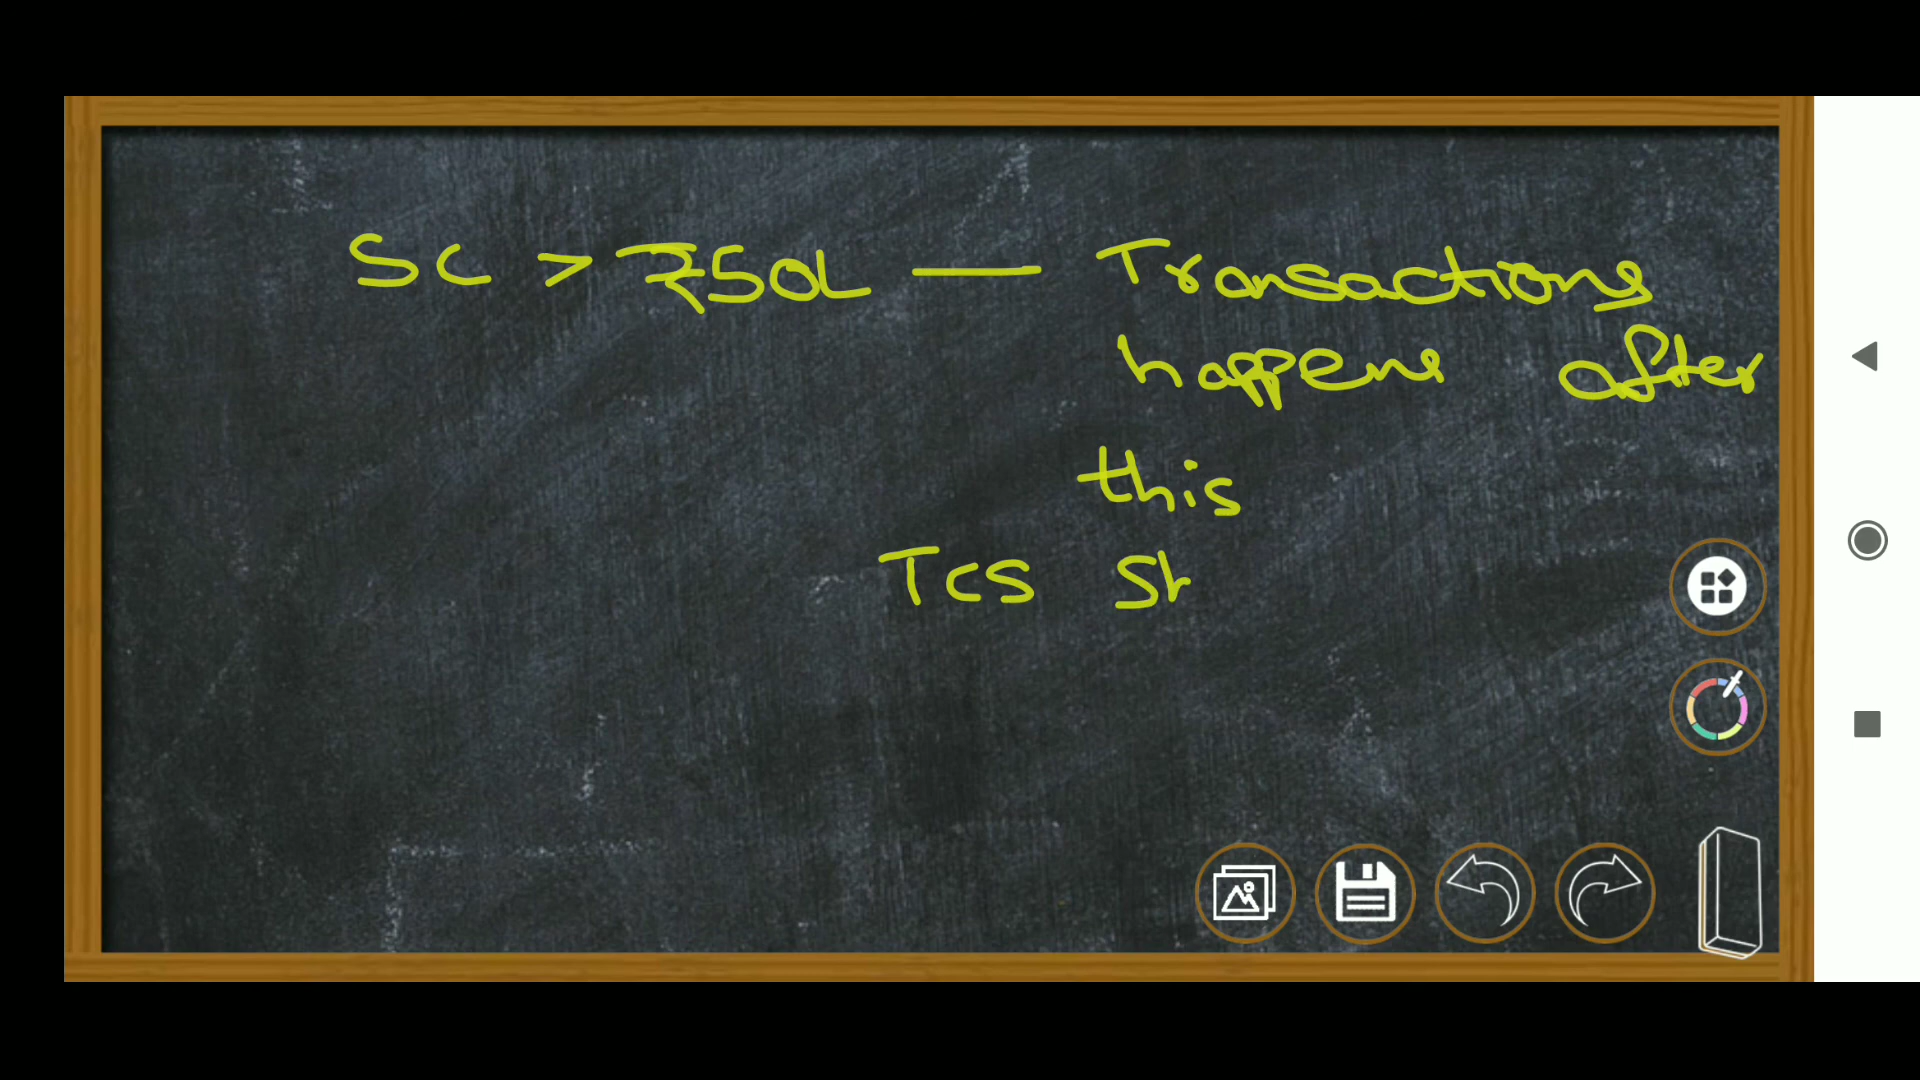 SC > ₹50L — Transactions
happens after
this
TCS Sh